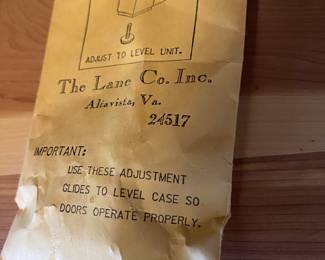 ADJUST TO LEVEL UNIT.
The Lane Co. Inc.
Altavista, Va.
24517
IMPORTANT:
USE THESE ADJUSTMENT
GLIDES TO LEVEL CASE SO
DOORS OPERATE PROPERLY.